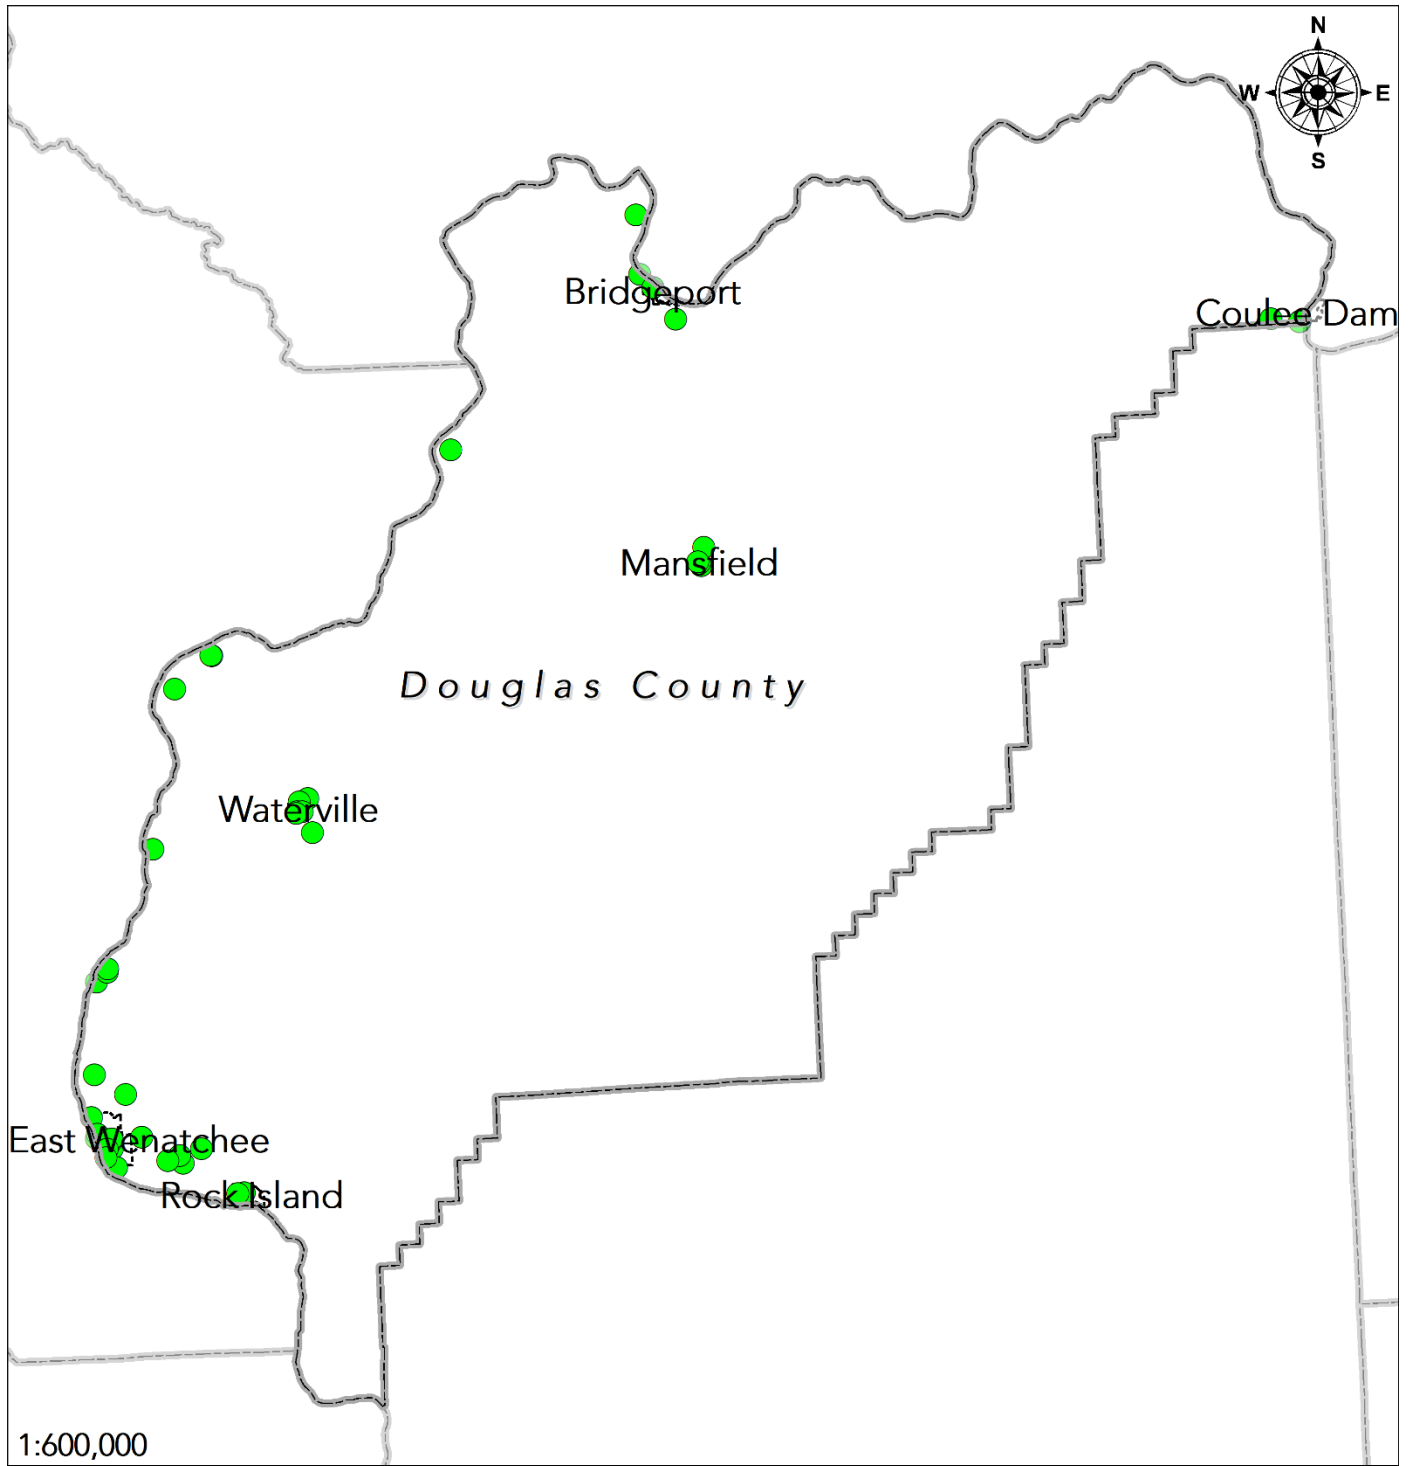 N
W E
S
Bridgeport
Coulee Dam
Mansfield
Douglas County
Waterville
East Wenatchee
Rock Island
1:600,000